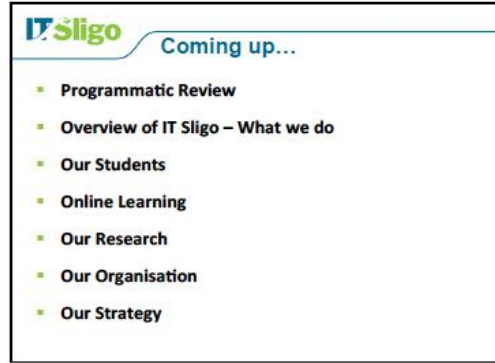 IT Sligo
Coming up...
Programmatic Review
Overview of IT Sligo – What we do
Our Students
Online Learning
Our Research
Our Organisation
Our Strategy